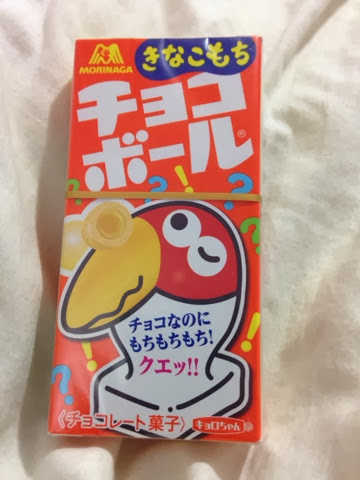 MORINAGA
きなこもち
チョコ
ボール®
チョコなのに
もちもちもち!
クエッ!!
〈チョコレート菓子〉
キョロちゃん®